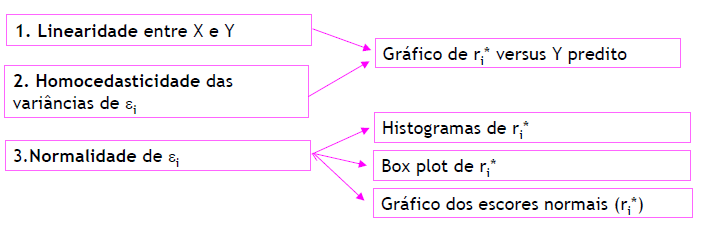 1. Linearidade entre X e Y
Gráfico de rᵢ* versus Y predito
2. Homocedasticidade das
variâncias de εᵢ
3.Normalidade de εᵢ
Histogramas de rᵢ*
Box plot de rᵢ*
Gráfico dos escores normais (rᵢ*)